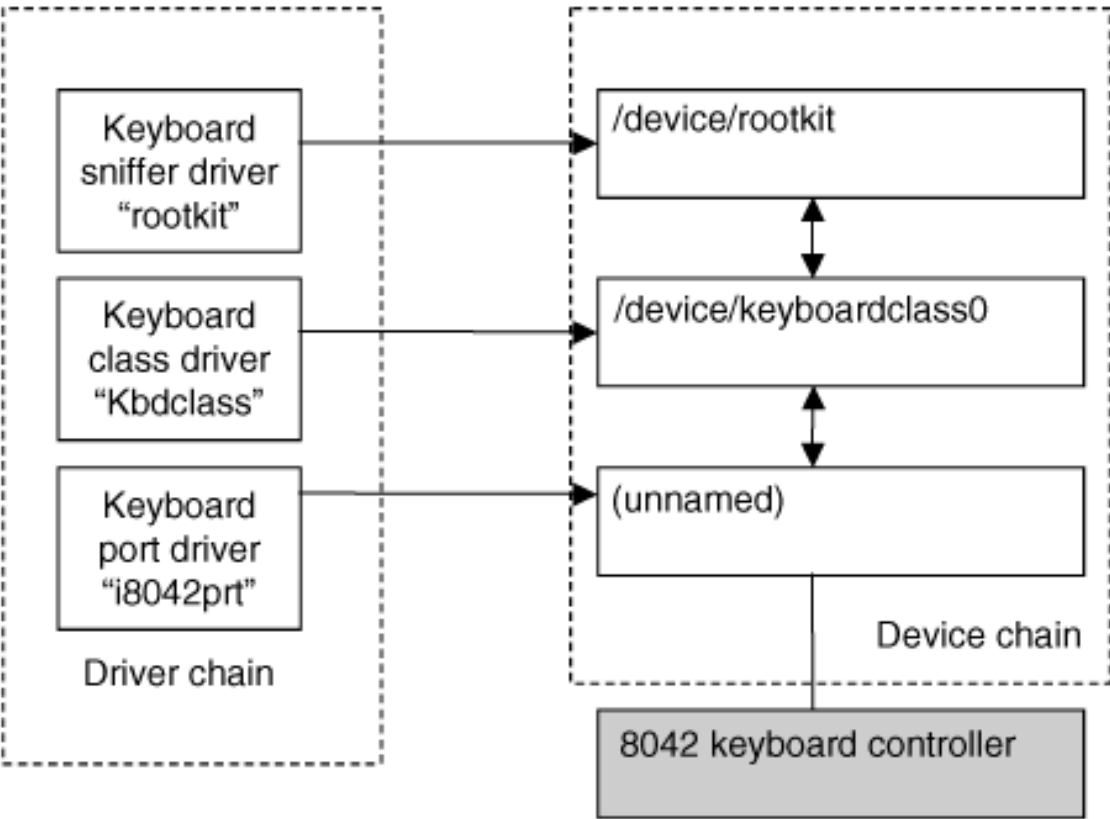 Keyboard
sniffer driver
“rootkit”
Keyboard
class driver
“Kbdclass”
Keyboard
port driver
“i8042prt”
Driver chain
/device/rootkit
/device/keyboardclass0
(unnamed)
Device chain
8042 keyboard controller